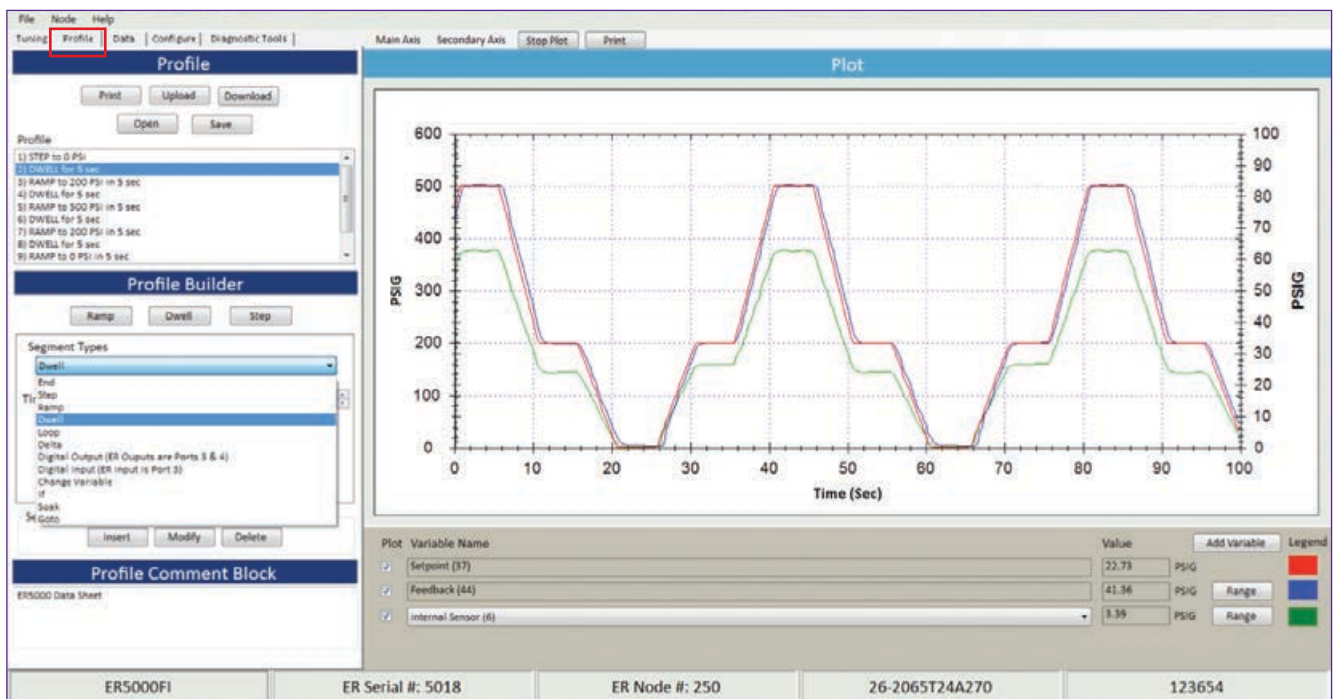 File Node Help
Tuning Profile Data Configure Diagnostic Tools
Main Axis Secondary Axis Stop Plot Print
Profile
Print Upload Download
Open Save
Profile
1) STEP to 0 PSI
2) DWELL for 5 sec
3) RAMP to 200 PSI in 5 sec
4) DWELL for 5 sec
5) RAMP to 500 PSI in 5 sec
6) DWELL for 5 sec
7) RAMP to 200 PSI in 5 sec
8) DWELL for 5 sec
9) RAMP to 0 PSI in 5 sec
Profile Builder
Ramp Dwell Step
Segment Types
Dwell
End
Step
Ramp
Dwell
Loop
Delta
Digital Output (ER Ouputs are Ports 3 & 4)
Digital Input (ER Input is Port 3)
Change Variable
If
Soak
Goto
Insert Modify Delete
Profile Comment Block
ER5000 Data Sheet
Plot
600
500
400
300
200
100
0
PSIG
100
90
80
70
60
50
40
30
20
10
0
PSIG
0 10 20 30 40 50 60 70 80 90 100
Time (Sec)
Plot Variable Name Value Add Variable Legend
Setpoint (37) 22.73 PSIG
Feedback (44) 41.36 PSIG Range
Internal Sensor (6) 3.39 PSIG Range
ER5000FI ER Serial #: 5018 ER Node #: 250 26-2065T24A270 123654